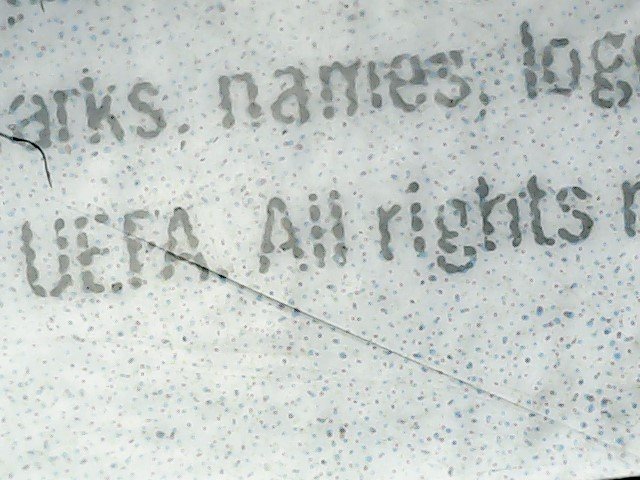 arks, names, log
UEFA. All rights r